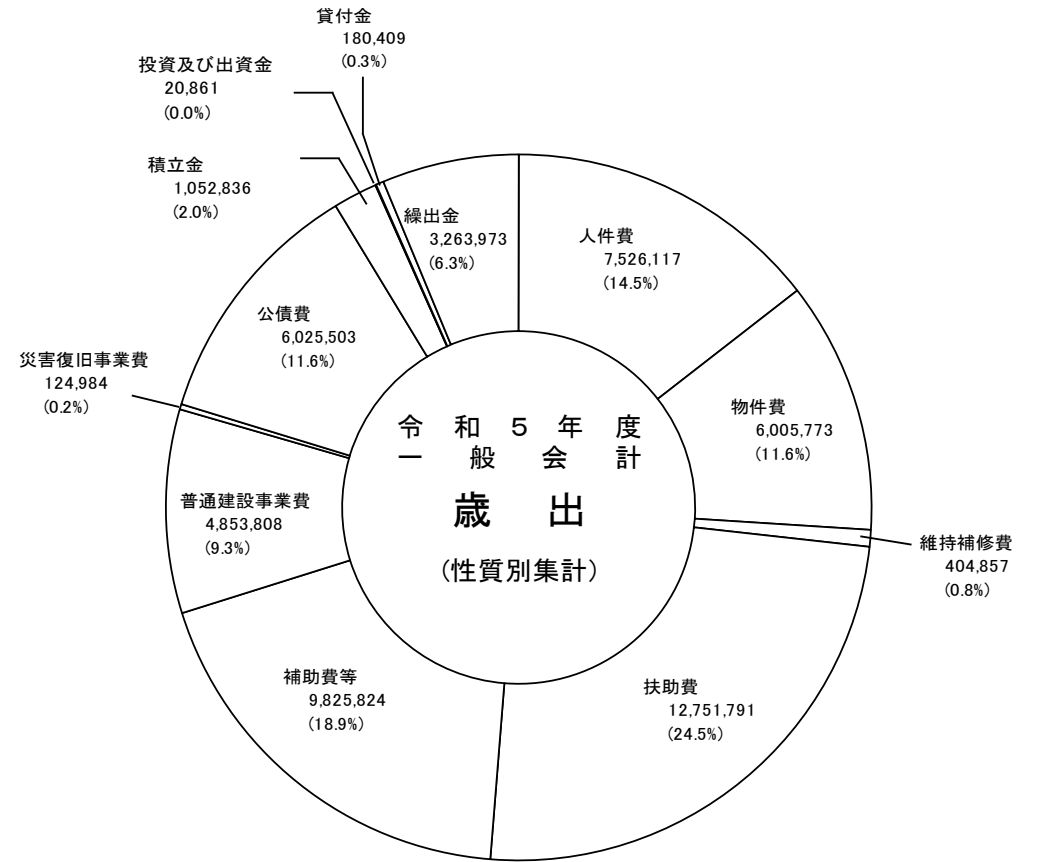 貸付金
180,409
(0.3%)
投資及び出資金
20,861
(0.0%)
積立金
1,052,836
(2.0%)
繰出金
3,263,973
(6.3%)
人件費
7,526,117
(14.5%)
公債費
6,025,503
(11.6%)
災害復旧事業費
124,984
(0.2%)
物件費
6,005,773
(11.6%)
令和5年度
一般会計
歳出
(性質別集計)
普通建設事業費
4,853,808
(9.3%)
維持補修費
404,857
(0.8%)
補助費等
9,825,824
(18.9%)
扶助費
12,751,791
(24.5%)